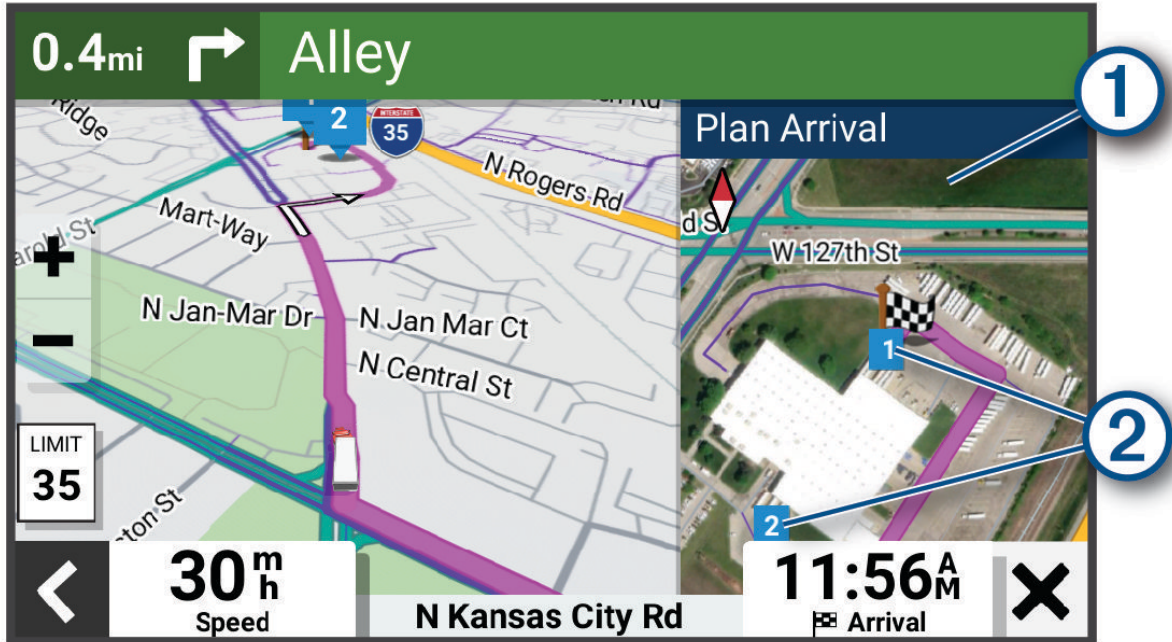 0.4mi
Alley
1
Ridge
2
INTERSTATE
35
N Rogers Rd
Plan Arrival
Mart-Way
d S
W 127th St
+
N Jan-Mar Dr
N Jan Mar Ct
1
−
N Central St
2
LIMIT
35
2
ston St
30 mh
Speed
N Kansas City Rd
11:56 AM
Arrival